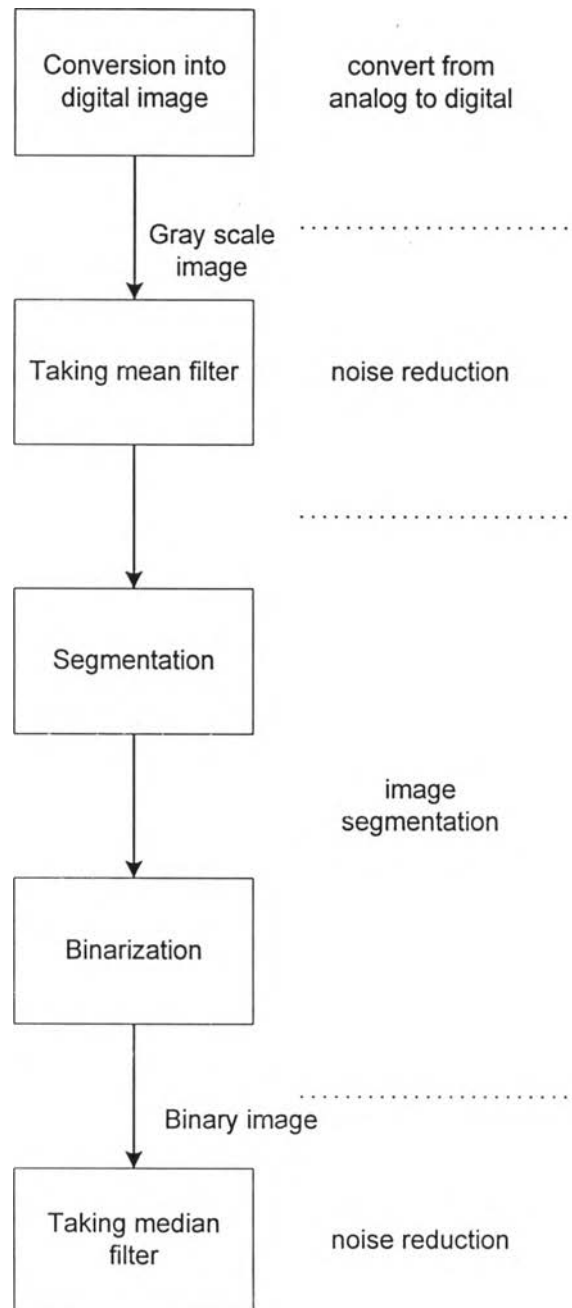 Conversion into
digital image
convert from
analog to digital
Gray scale
image
Taking mean filter
noise reduction
Segmentation
image
segmentation
Binarization
Binary image
Taking median
filter
noise reduction